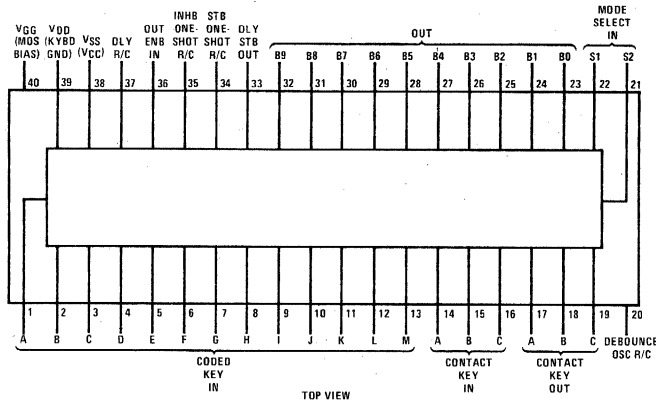 VGG (MOS BIAS)
VDD (KYBD GND)
VSS (VCC)
DLY R/C
OUT ENB IN
INHB ONE-SHOT R/C
STB ONE-SHOT R/C
DLY STB OUT
OUT
MODE SELECT IN
B9 B8 B7 B6 B5 B4 B3 B2 B1 B0 S1 S2
40 39 38 37 36 35 34 33 32 31 30 29 28 27 26 25 24 23 22 21
1 2 3 4 5 6 7 8 9 10 11 12 13 14 15 16 17 18 19 20
A B C D E F G H I J K L M A B C A B C
DEBOUNCE OSC R/C
CODED KEY IN
CONTACT KEY IN
CONTACT KEY OUT
TOP VIEW